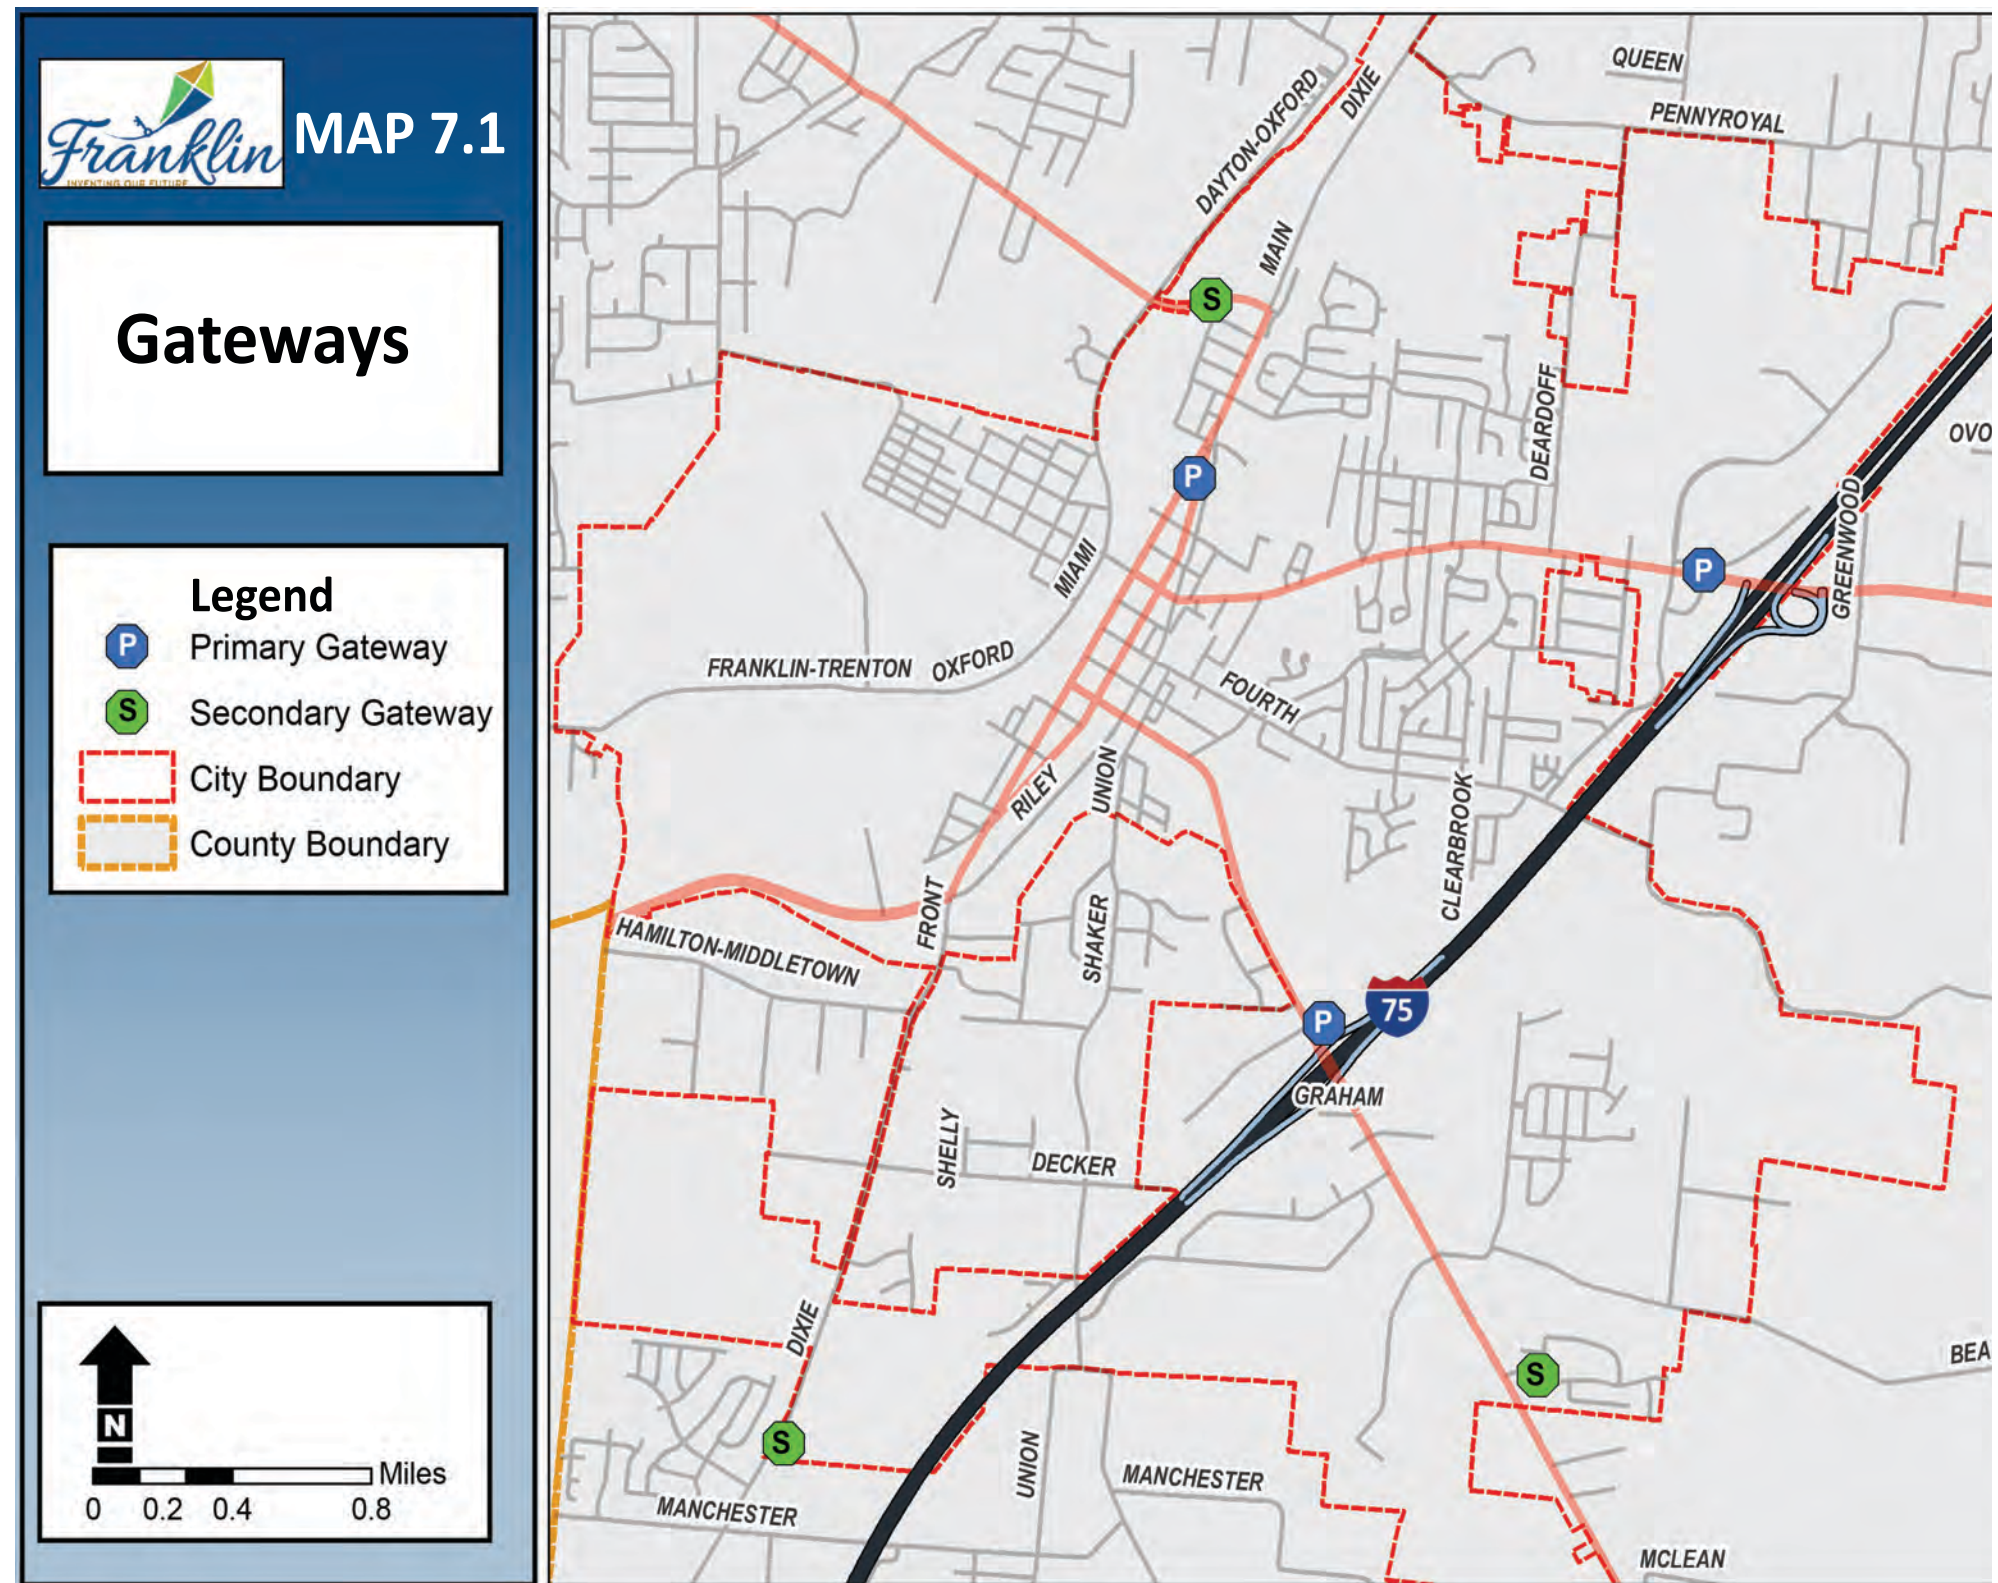 Franklin
INVENTING OUR FUTURE
MAP 7.1
Gateways
Legend
P Primary Gateway
S Secondary Gateway
City Boundary
County Boundary
N
Miles
0 0.2 0.4 0.8
QUEEN
PENNYROYAL
DAYTON-OXFORD
DIXIE
MAIN
S
DEARDOFF
OVO
P
GREENWOOD
P
MIAMI
FRANKLIN-TRENTON
OXFORD
FOURTH
RILEY
UNION
CLEARBROOK
FRONT
HAMILTON-MIDDLETOWN
SHAKER
75
P
GRAHAM
SHELLY
DECKER
DIXIE
BEA
S
S
UNION
MANCHESTER
MANCHESTER
MCLEAN